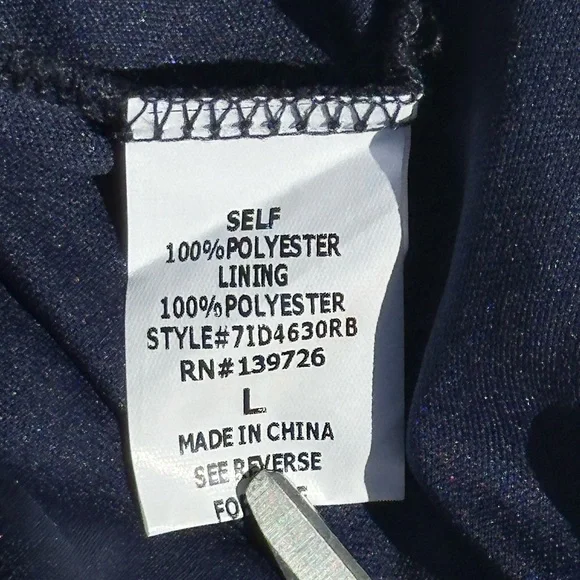 SELF
100%POLYESTER
LINING
100%POLYESTER
STYLE#71D4630RB
RN#139726
L
MADE IN CHINA
SEE REVERSE